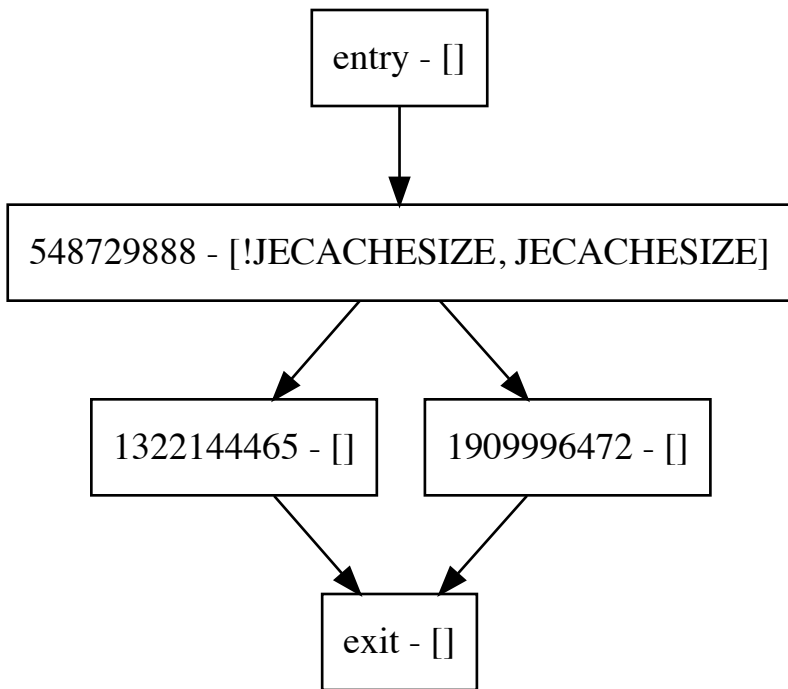 entry - []
548729888 - [!JECACHESIZE, JECACHESIZE]
1322144465 - []
1909996472 - []
exit - []